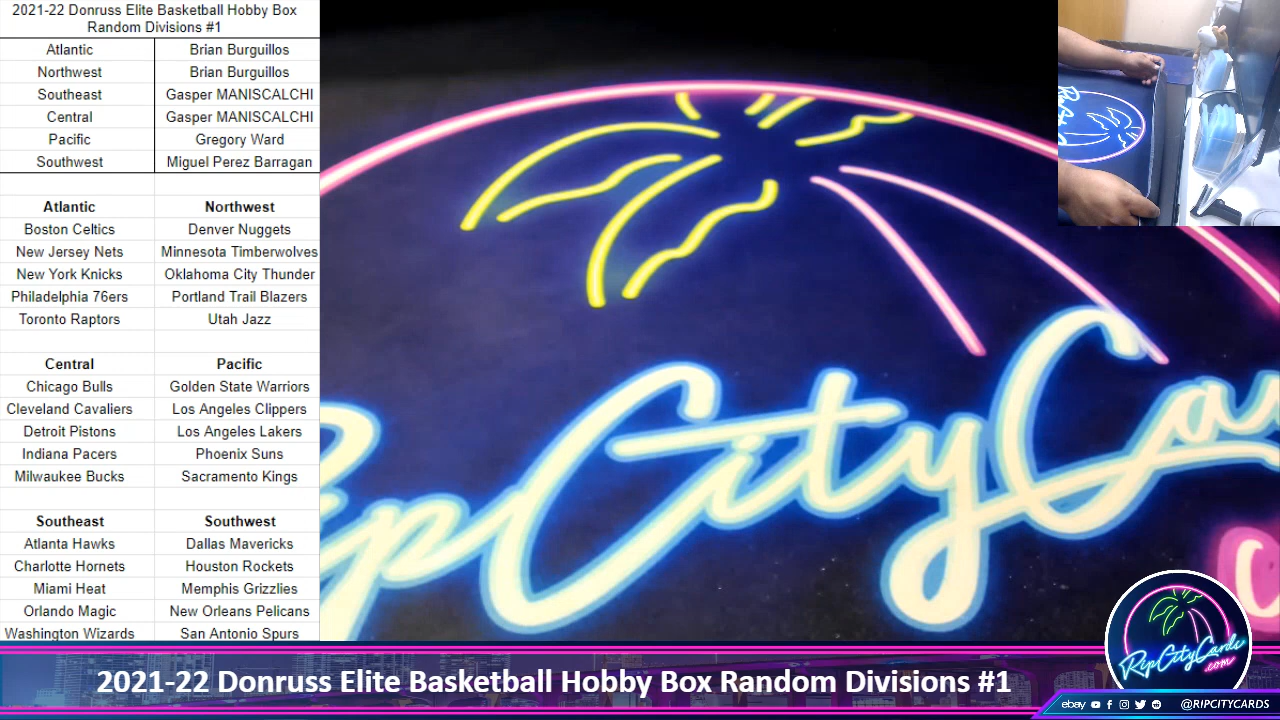 2021-22 Donruss Elite Basketball Hobby Box
Random Divisions #1
Atlantic Brian Burguillos
Northwest Brian Burguillos
Southeast Gasper MANISCALCHI
Central Gasper MANISCALCHI
Pacific Gregory Ward
Southwest Miguel Perez Barragan
Atlantic Northwest
Boston Celtics Denver Nuggets
New Jersey Nets Minnesota Timberwolves
New York Knicks Oklahoma City Thunder
Philadelphia 76ers Portland Trail Blazers
Toronto Raptors Utah Jazz
Central Pacific
Chicago Bulls Golden State Warriors
Cleveland Cavaliers Los Angeles Clippers
Detroit Pistons Los Angeles Lakers
Indiana Pacers Phoenix Suns
Milwaukee Bucks Sacramento Kings
Southeast Southwest
Atlanta Hawks Dallas Mavericks
Charlotte Hornets Houston Rockets
Miami Heat Memphis Grizzlies
Orlando Magic New Orleans Pelicans
Washington Wizards San Antonio Spurs
RipCityCa
RipCityCards
.com
2021-22 Donruss Elite Basketball Hobby Box Random Divisions #1
ebay @RIPCITYCARDS